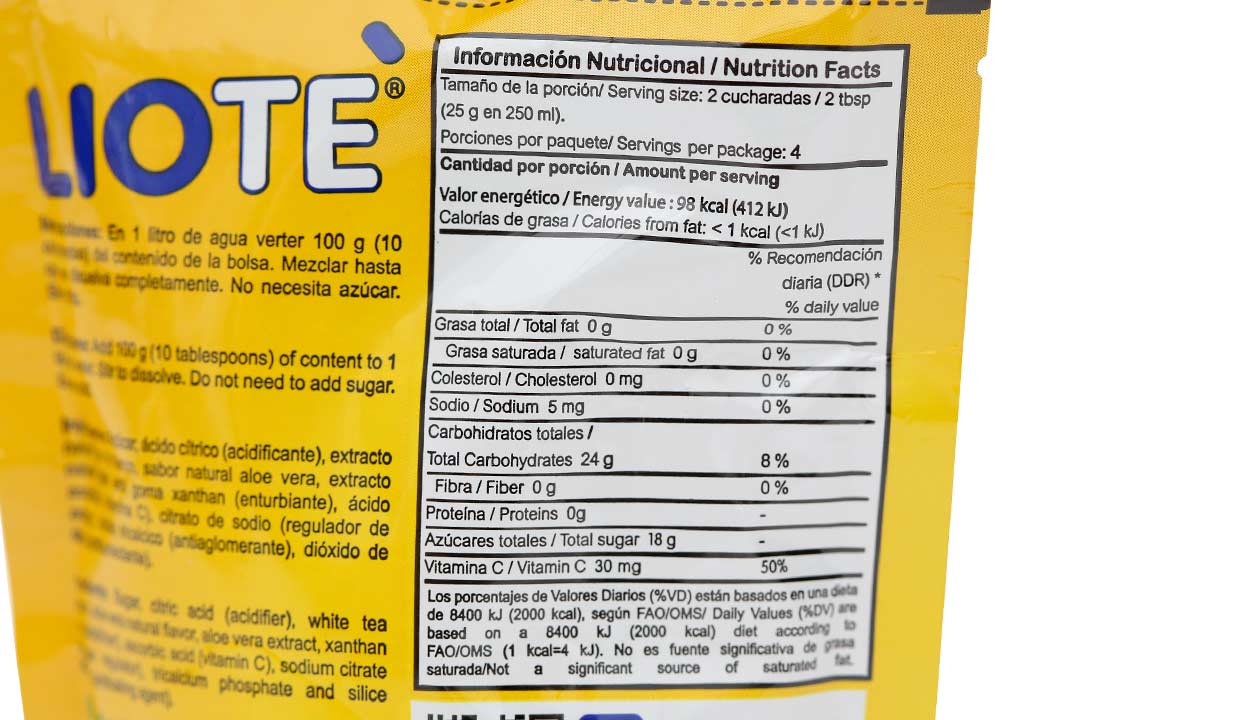 LIOTÈ®
En 1 litro de agua verter 100 g (10
contenido de la bolsa. Mezclar hasta
completamente. No necesita azúcar.
Add 100 g (10 tablespoons) of content to 1
to dissolve. Do not need to add sugar.
ácido cítrico (acidificante), extracto
sabor natural aloe vera, extracto
goma xanthan (enturbiante), ácido
C), citrato de sodio (regulador de
(antiaglomerante), dióxido de
citric acid (acidifier), white tea
natural flavor, aloe vera extract, xanthan
ascorbic acid (vitamin C), sodium citrate
tricalcium phosphate and silice
Información Nutricional / Nutrition Facts
Tamaño de la porción/ Serving size: 2 cucharadas / 2 tbsp
(25 g en 250 ml).
Porciones por paquete/ Servings per package: 4
Cantidad por porción / Amount per serving
Valor energético / Energy value : 98 kcal (412 kJ)
Calorías de grasa / Calories from fat: < 1 kcal (<1 kJ)
% Recomendación
diaria (DDR) *
% daily value
Grasa total / Total fat 0 g 0 %
Grasa saturada / saturated fat 0 g 0 %
Colesterol / Cholesterol 0 mg 0 %
Sodio / Sodium 5 mg 0 %
Carbohidratos totales /
Total Carbohydrates 24 g 8 %
Fibra / Fiber 0 g 0 %
Proteína / Proteins 0g -
Azúcares totales / Total sugar 18 g -
Vitamina C / Vitamin C 30 mg 50%
Los porcentajes de Valores Diarios (%VD) están basados en una dieta
de 8400 kJ (2000 kcal), según FAO/OMS/ Daily Values (%DV) are
based on a 8400 kJ (2000 kcal) diet according to
FAO/OMS (1 kcal=4 kJ). No es fuente significativa de grasa
saturada/Not a significant source of saturated fat.